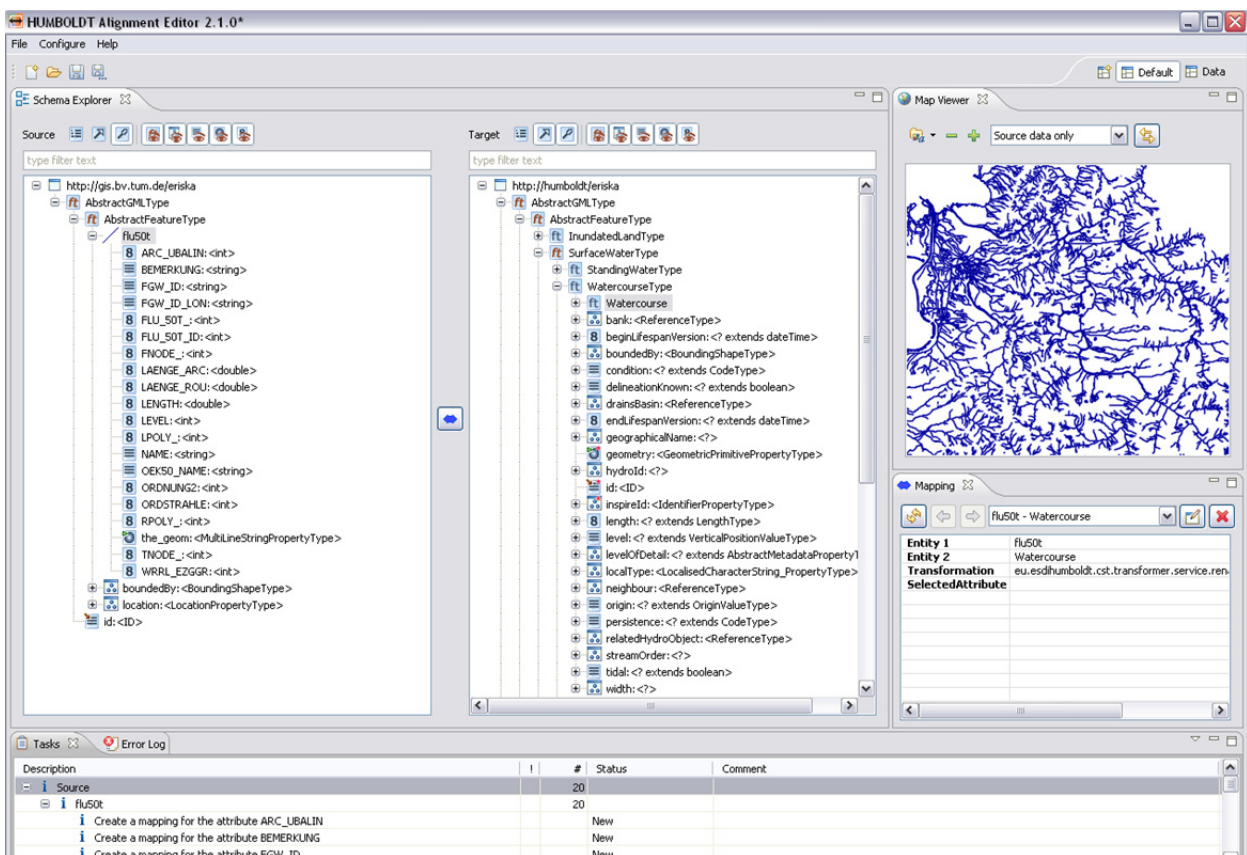 HUMBOLDT Alignment Editor 2.1.0*
File Configure Help
Default Data
Schema Explorer
Source
type filter text
http://gis.bv.tum.de/eriska
AbstractGMLType
AbstractFeatureType
flu50t
ARC_UBALIN:<int>
BEMERKUNG:<string>
FGW_ID:<string>
FGW_ID_LON:<string>
FLU_50T_:<int>
FLU_50T_ID:<int>
FNODE_:<int>
LAENGE_ARC:<double>
LAENGE_ROU:<double>
LENGTH:<double>
LEVEL:<int>
LPOLY_:<int>
NAME:<string>
OEK50_NAME:<string>
ORDNUNG2:<int>
ORDSTRAHLE:<int>
RPOLY_:<int>
the_geom:<MultiLineStringPropertyType>
TNODE_:<int>
WRRL_EZGGR:<int>
boundedBy:<BoundingShapeType>
location:<LocationPropertyType>
id:<ID>
Target
type filter text
http://humboldt/eriska
AbstractGMLType
AbstractFeatureType
InundatedLandType
SurfaceWaterType
StandingWaterType
WatercourseType
Watercourse
bank:<ReferenceType>
beginLifespanVersion:<? extends dateTime>
boundedBy:<BoundingShapeType>
condition:<? extends CodeType>
delineationKnown:<? extends boolean>
drainsBasin:<ReferenceType>
endLifespanVersion:<? extends dateTime>
geographicalName:<?>
geometry:<GeometricPrimitivePropertyType>
hydroId:<?>
id:<ID>
inspireId:<IdentifierPropertyType>
length:<? extends LengthType>
level:<? extends VerticalPositionValueType>
levelOfDetail:<? extends AbstractMetadataPropertyT
localType:<LocalisedCharacterString_PropertyType>
neighbour:<ReferenceType>
origin:<? extends OriginValueType>
persistence:<? extends CodeType>
relatedHydroObject:<ReferenceType>
streamOrder:<?>
tidal:<? extends boolean>
width:<?>
Map Viewer
Source data only
Mapping
flu50t - Watercourse
Entity 1 flu50t
Entity 2 Watercourse
Transformation eu.esdihumboldt.cst.transformer.service.ren
SelectedAttribute
Tasks Error Log
Description ! # Status Comment
Source 20
flu50t 20
Create a mapping for the attribute ARC_UBALIN New
Create a mapping for the attribute BEMERKUNG New
Create a mapping for the attribute FGW_ID New